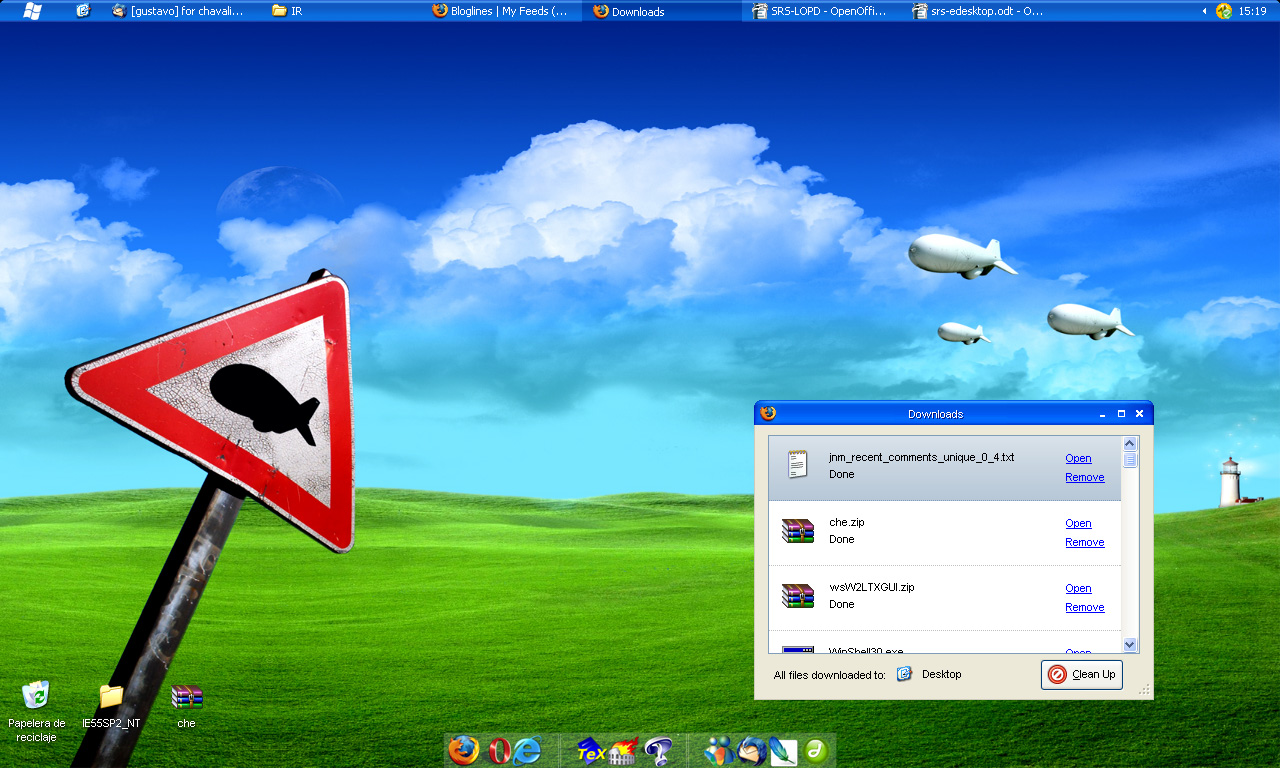 [gustavo] for chavali...
IR
Bloglines | My Feeds (...
Downloads
SRS-LOPD - OpenOffi...
srs-edesktop.odt - O...
15:19
Downloads
jnm_recent_comments_unique_0_4.txt
Open
Done
Remove
che.zip
Open
Done
Remove
wsW2LTXGUI.zip
Open
Done
Remove
WinShell30.exe
Open
All files downloaded to:
Desktop
Clean Up
Papelera de
reciclaje
IE55SP2_NT
che
TeX